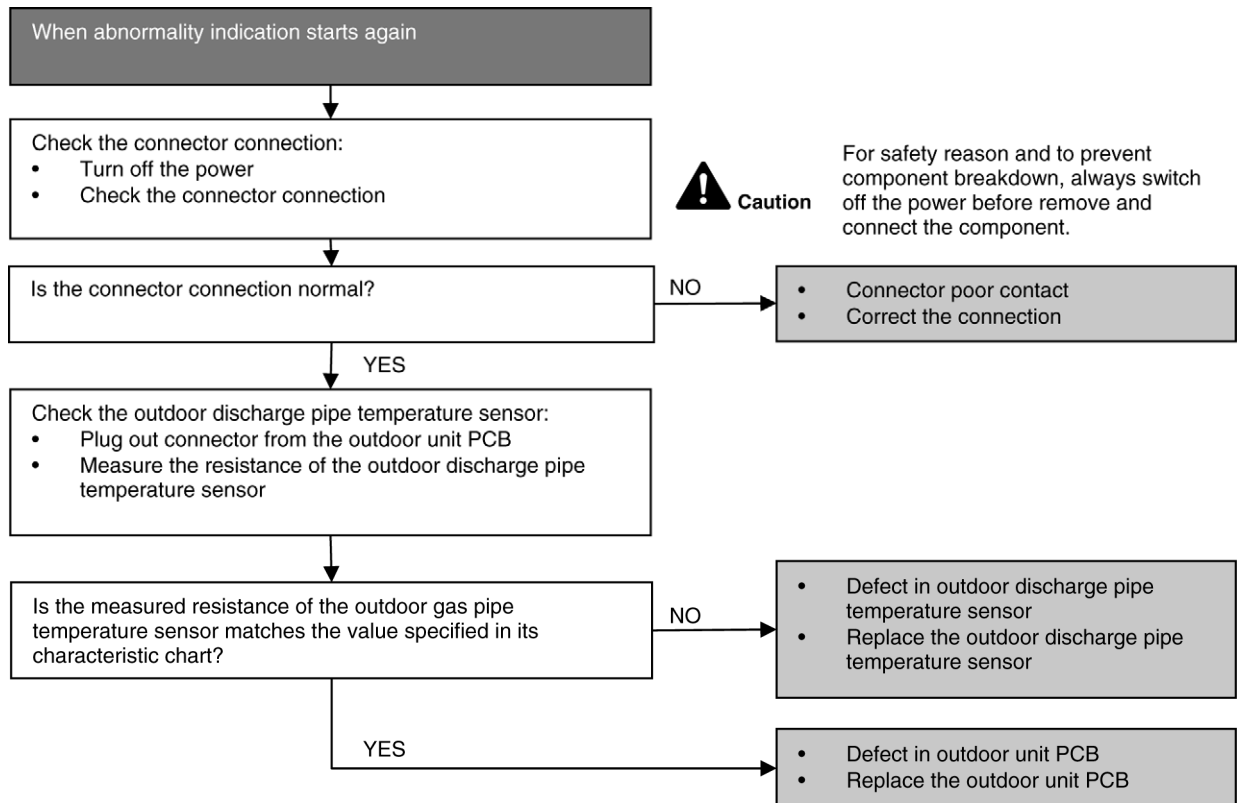 When abnormality indication starts again
Check the connector connection:
• Turn off the power
• Check the connector connection
Caution
For safety reason and to prevent
component breakdown, always switch
off the power before remove and
connect the component.
Is the connector connection normal?
NO
• Connector poor contact
• Correct the connection
YES
Check the outdoor discharge pipe temperature sensor:
• Plug out connector from the outdoor unit PCB
• Measure the resistance of the outdoor discharge pipe
temperature sensor
Is the measured resistance of the outdoor gas pipe
temperature sensor matches the value specified in its
characteristic chart?
NO
• Defect in outdoor discharge pipe
temperature sensor
• Replace the outdoor discharge pipe
temperature sensor
YES
• Defect in outdoor unit PCB
• Replace the outdoor unit PCB